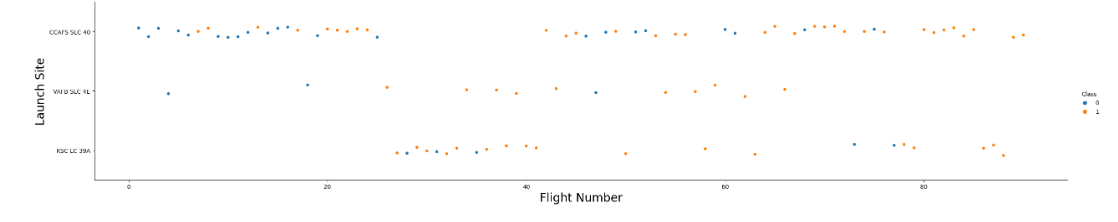 CCAFS SLC 40
VAFB SLC 4E
KSC LC 39A
Launch Site
0 20 40 60 80
Flight Number
Class
0
1